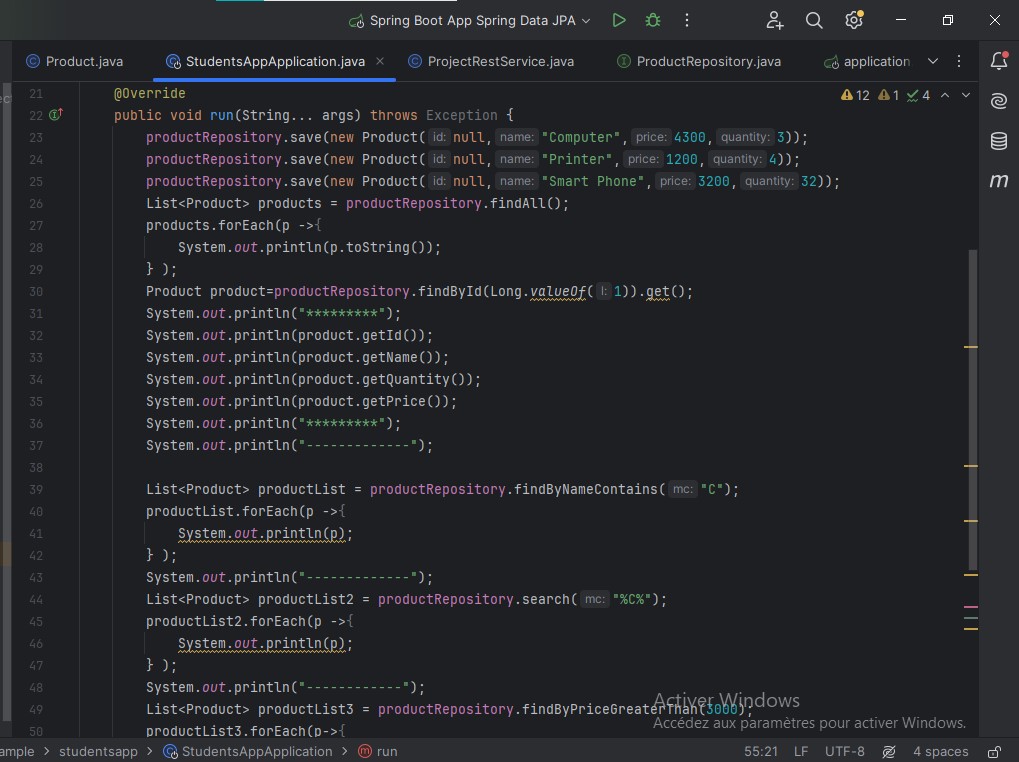 Spring Boot App Spring Data JPA
Product.java StudentsAppApplication.java ProjectRestService.java ProductRepository.java application
12 1 4
21 @Override
22 public void run(String... args) throws Exception {
23 productRepository.save(new Product( id: null, name: "Computer", price: 4300, quantity: 3));
24 productRepository.save(new Product( id: null, name: "Printer", price: 1200, quantity: 4));
25 productRepository.save(new Product( id: null, name: "Smart Phone", price: 3200, quantity: 32));
26 List<Product> products = productRepository.findAll();
27 products.forEach(p ->{
28 System.out.println(p.toString());
29 } );
30 Product product=productRepository.findById(Long.valueOf( l: 1)).get();
31 System.out.println("*********");
32 System.out.println(product.getId());
33 System.out.println(product.getName());
34 System.out.println(product.getQuantity());
35 System.out.println(product.getPrice());
36 System.out.println("*********");
37 System.out.println("-------------");
38
39 List<Product> productList = productRepository.findByNameContains( mc: "C");
40 productList.forEach(p ->{
41 System.out.println(p);
42 } );
43 System.out.println("-------------");
44 List<Product> productList2 = productRepository.search( mc: "%C%");
45 productList2.forEach(p ->{
46 System.out.println(p);
47 } );
48 System.out.println("------------");
49 List<Product> productList3 = productRepository.findByPriceGreaterThan(3000);
50 productList3.forEach(p->{
Activer Windows
Accédez aux paramètres pour activer Windows.
ample > studentsapp > StudentsAppApplication > run 55:21 LF UTF-8 4 spaces